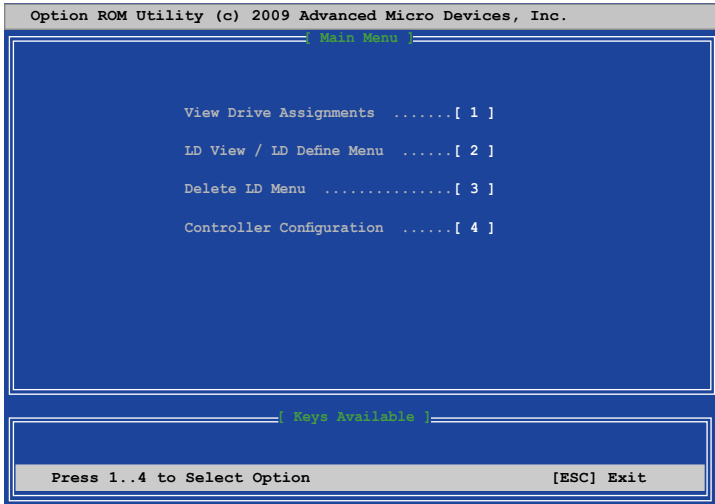 Option ROM Utility (c) 2009 Advanced Micro Devices, Inc.
[ Main Menu ]
View Drive Assignments .......[ 1 ]
LD View / LD Define Menu ......[ 2 ]
Delete LD Menu ...............[ 3 ]
Controller Configuration ......[ 4 ]
[ Keys Available ]
Press 1..4 to Select Option [ESC] Exit